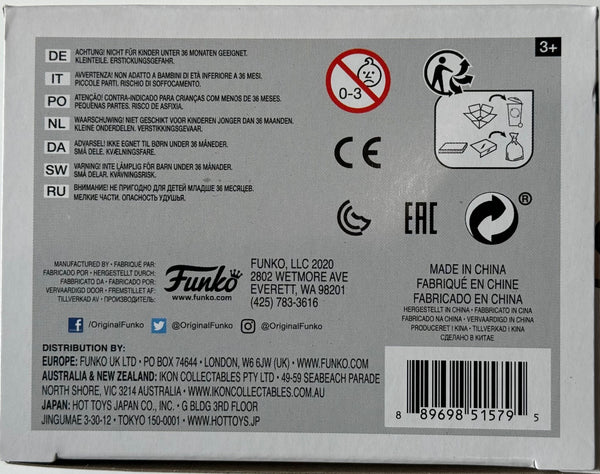 DE ACHTUNG! NICHT FÜR KINDER UNTER 36 MONATEN GEEIGNET.
KLEINTEILE. ERSTICKUNGSGEFAHR.
IT AVVERTENZA! NON ADATTO A BAMBINI DI ETÀ INFERIORE A 36 MESI.
PICCOLE PARTI. RISCHIO DI SOFFOCAMENTO.
PO ATENÇÃO! CONTRA-INDICADO PARA CRIANÇAS COM MENOS DE 36 MESES.
PEQUENAS PARTES. RISCO DE ASFIXIA.
NL WAARSCHUWING! NIET GESCHIKT VOOR KINDEREN JONGER DAN 36 MAANDEN.
KLEINE ONDERDELEN. VERSTIKKINGSGEVAAR.
DA ADVARSEL! IKKE EGNET TIL BØRN UNDER 36 MÅNEDER.
SMÅ DELE. KVÆLNINGSFARE.
SW VARNING! INTE LÄMPLIG FÖR BARN UNDER 36 MÅNADER.
SMÅ DELAR. KVÄVNINGSRISK.
RU ВНИМАНИЕ! НЕ ПРИГОДНО ДЛЯ ДЕТЕЙ МЛАДШЕ 36 МЕСЯЦЕВ.
МЕЛКИЕ ЧАСТИ. ОПАСНОСТЬ УДУШЬЯ.
0-3
3+
CE
EAC
®
MANUFACTURED BY • FABRIQUÉ PAR:
FABRICADO POR • HERGESTELLT DURCH:
FABRICATO DA • FABRICADO POR:
VERVAARDIGD DOOR • FREMSTILLET AF:
TILLVERKAD AV • ПРОИЗВОДИТЕЛЬ:
Funko
www.funko.com
FUNKO, LLC 2020
2802 WETMORE AVE
EVERETT, WA 98201
(425) 783-3616
/OriginalFunko @OriginalFunko @OriginalFunko
MADE IN CHINA
FABRIQUÉ EN CHINE
FABRICADO EN CHINA
HERGESTELLT IN CHINA • FABBRICATO IN CINA
FABRICADO NA CHINA • VERVAARDIGD IN CHINA
PRODUCERET I KINA • TILLVERKAD I KINA
СДЕЛАНО В КИТАЕ
DISTRIBUTION BY:
EUROPE: FUNKO UK LTD • PO BOX 74644 • LONDON, W6 6JW (UK) • WWW.FUNKO.COM
AUSTRALIA & NEW ZEALAND: IKON COLLECTABLES PTY LTD • 49-59 SEABEACH PARADE
NORTH SHORE, VIC 3214 AUSTRALIA • WWW.IKONCOLLECTABLES.COM.AU
JAPAN: HOT TOYS JAPAN CO., INC. • G BLDG 3RD FLOOR
JINGUMAE 3-30-12 • TOKYO 150-0001 • WWW.HOTTOYS.JP
8 89698 51579 5